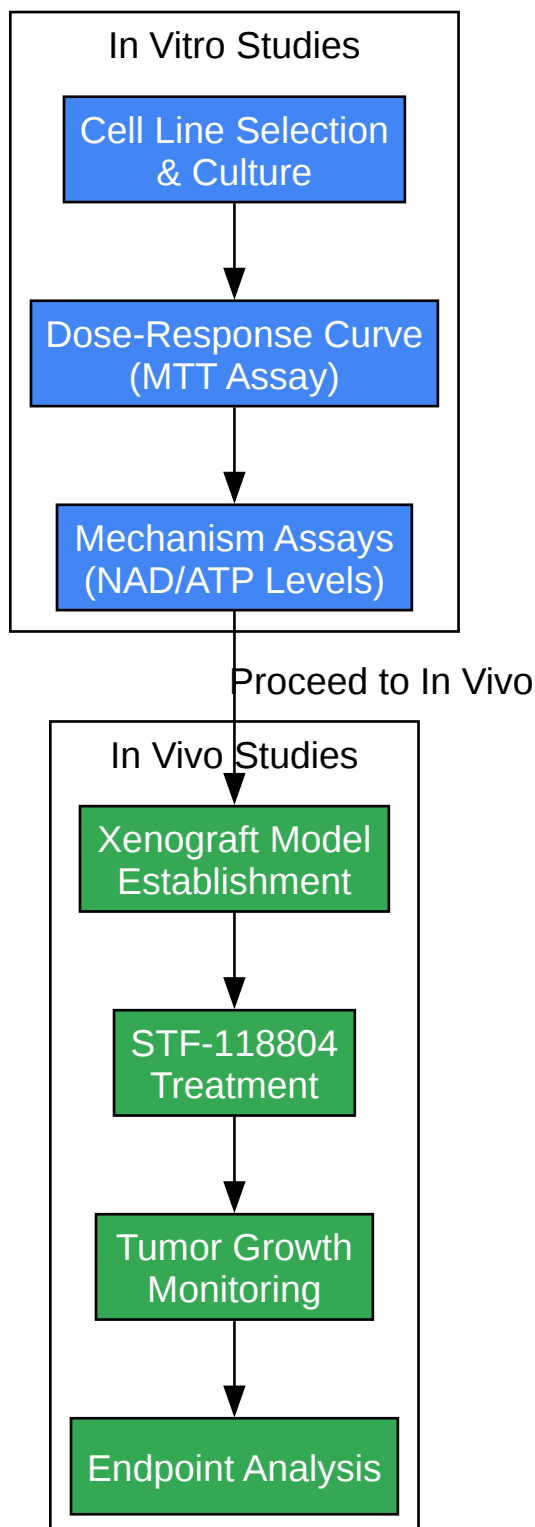 In Vitro Studies
Cell Line Selection
& Culture
Dose-Response Curve
(MTT Assay)
Mechanism Assays
(NAD/ATP Levels)
Proceed to In Vivo
In Vivo Studies
Xenograft Model
Establishment
STF-118804
Treatment
Tumor Growth
Monitoring
Endpoint Analysis